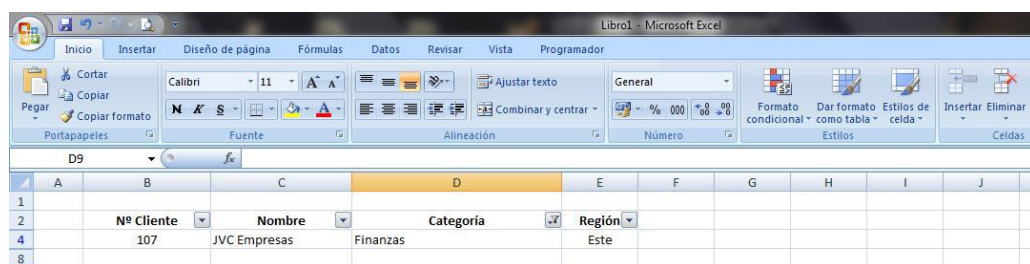 Libro1 - Microsoft Excel
Inicio Insertar Diseño de página Fórmulas Datos Revisar Vista Programador
Pegar
Cortar
Copiar
Copiar formato
Portapapeles
Calibri 11 A A
N K S A
Fuente
Ajustar texto
Combinar y centrar
Alineación
General
% 000
Número
Formato condicional
Dar formato como tabla
Estilos de celda
Estilos
Insertar Eliminar
Celdas
D9 fx
A B C D E F G H I J
1
2 Nº Cliente Nombre Categoría Región
4 107 JVC Empresas Finanzas Este
8